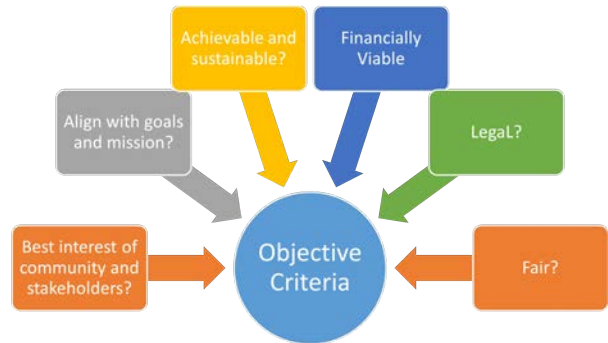 Achievable and
sustainable?
Financially
Viable
Align with goals
and mission?
LegaL?
Best interest of
community and
stakeholders?
Objective
Criteria
Fair?